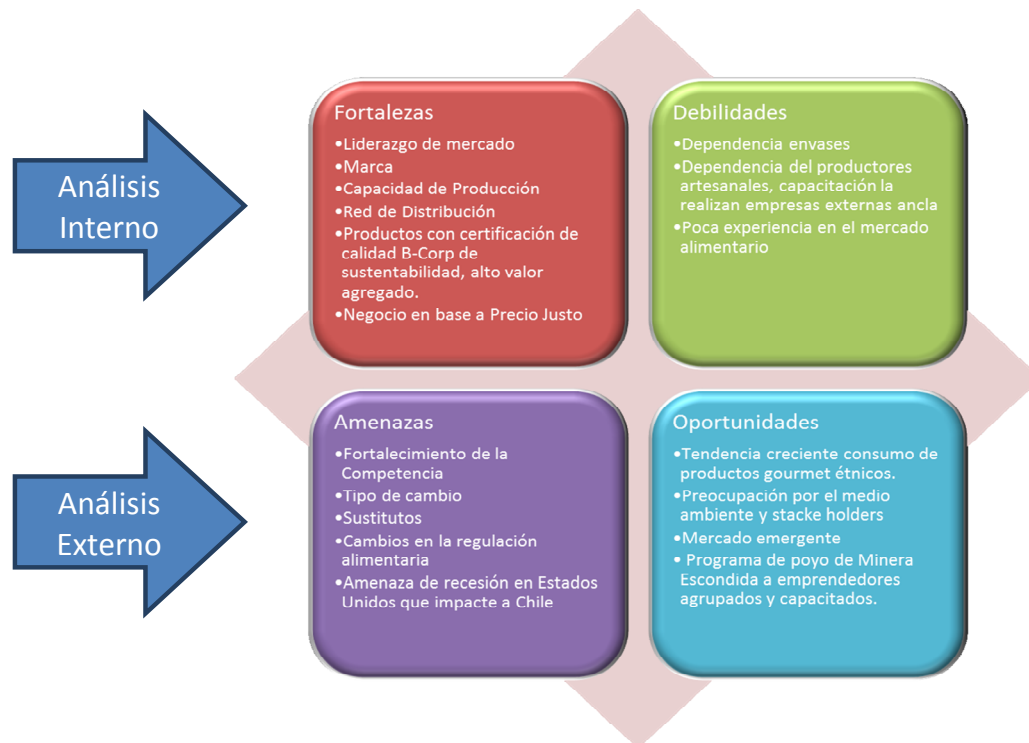 Análisis
Interno
Fortalezas
•Liderazgo de mercado
•Marca
•Capacidad de Producción
•Red de Distribución
•Productos con certificación de
calidad B-Corp de
sustentabilidad, alto valor
agregado.
•Negocio en base a Precio Justo
Debilidades
•Dependencia envases
•Dependencia del productores
artesanales, capacitación la
realizan empresas externas ancla
•Poca experiencia en el mercado
alimentario
Análisis
Externo
Amenazas
•Fortalecimiento de la
Competencia
•Tipo de cambio
•Sustitutos
•Cambios en la regulación
alimentaria
•Amenaza de recesión en Estados
Unidos que impacte a Chile
Oportunidades
•Tendencia creciente consumo de
productos gourmet étnicos.
•Preocupación por el medio
ambiente y stacke holders
•Mercado emergente
• Programa de poyo de Minera
Escondida a emprendedores
agrupados y capacitados.